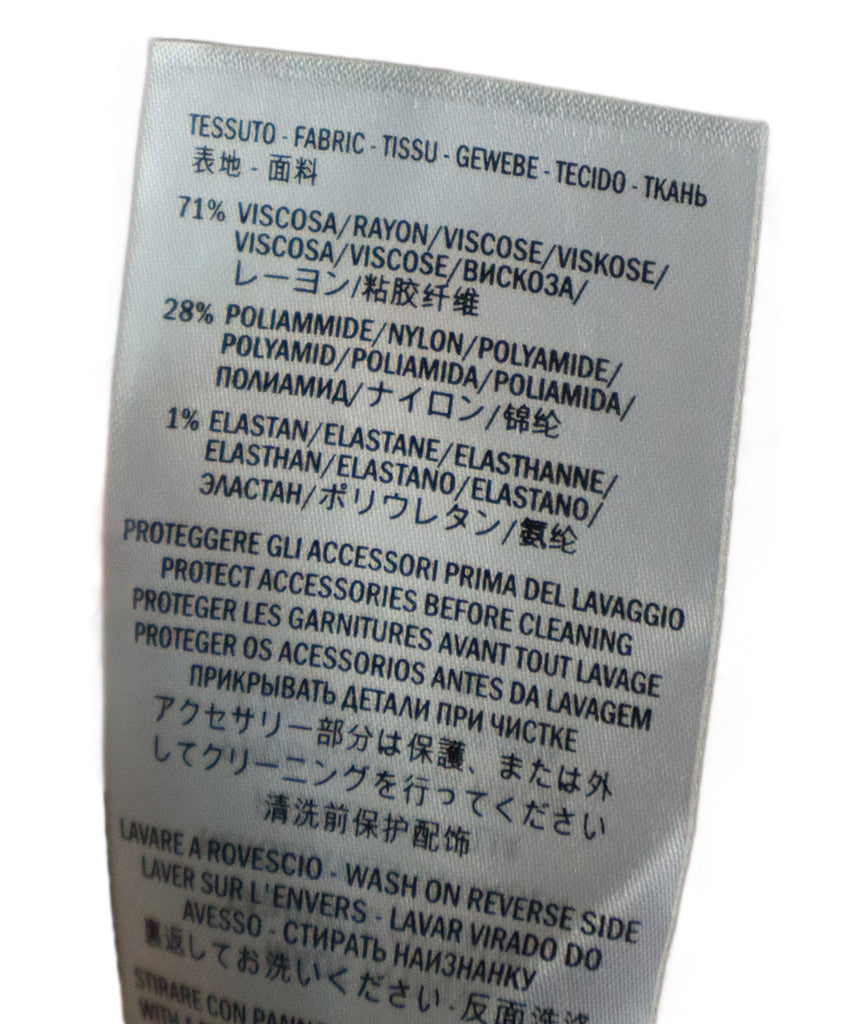 TESSUTO - FABRIC - TISSU - GEWEBE - TECIDO - ТКАНЬ
表地 - 面料
71% VISCOSA/RAYON/VISCOSE/VISKOSE/
VISCOSA/VISCOSE/ВИСКОЗА/
レーヨン/粘胶纤维
28% POLIAMMIDE/NYLON/POLYAMIDE/
POLYAMID/POLIAMIDA/POLIAMIDA/
ПОЛИАМИД/ナイロン/锦纶
1% ELASTAN/ELASTANE/ELASTHANNE/
ELASTHAN/ELASTANO/ELASTANO/
ЭЛАСТАН/ポリウレタン/氨纶
PROTEGGERE GLI ACCESSORI PRIMA DEL LAVAGGIO
PROTECT ACCESSORIES BEFORE CLEANING
PROTEGER LES GARNITURES AVANT TOUT LAVAGE
PROTEGER OS ACESSORIOS ANTES DA LAVAGEM
ПРИКРЫВАТЬ ДЕТАЛИ ПРИ ЧИСТКЕ
アクセサリー部分は保護、または外
してクリーニングを行ってください
清洗前保护配饰
LAVARE A ROVESCIO - WASH ON REVERSE SIDE
LAVER SUR L'ENVERS - LAVAR VIRADO DO
AVESSO - СТИРАТЬ НАИЗНАНКУ
裏返してお洗いください - 反面洗涤
STIRARE CON
WITH